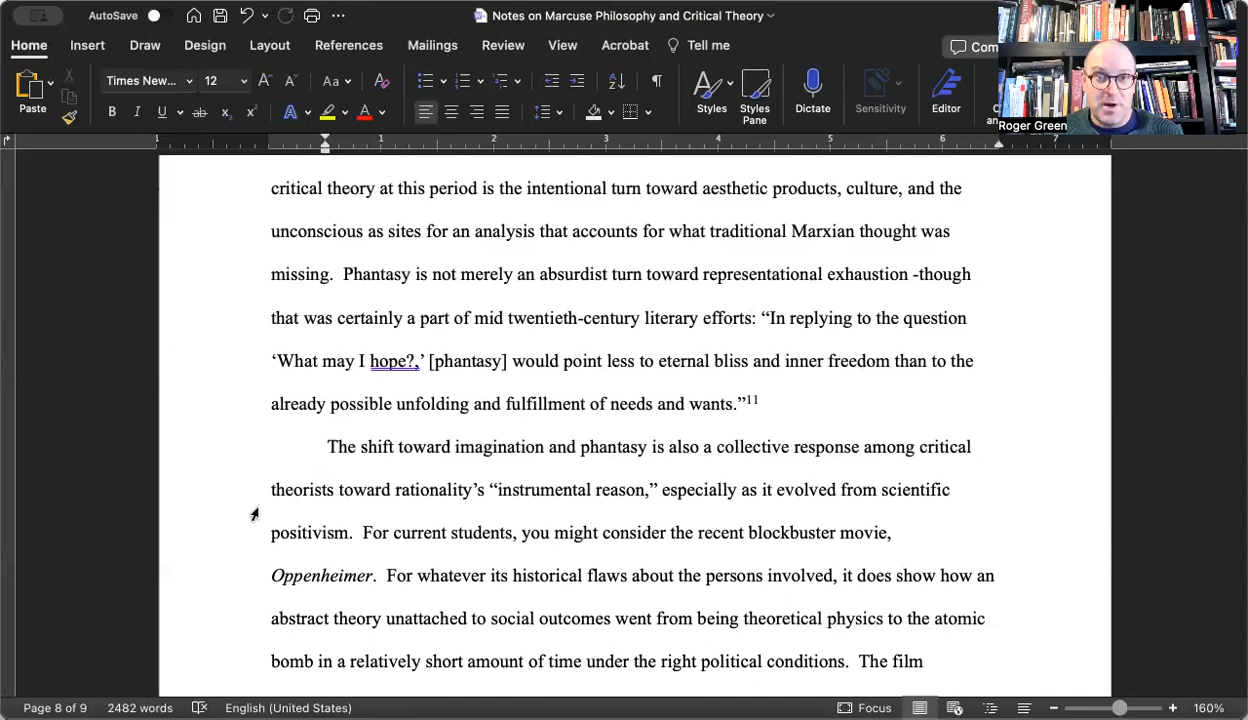 AutoSave
Notes on Marcuse Philosophy and Critical Theory
Home Insert Draw Design Layout References Mailings Review View Acrobat Tell me
Times New... 12
Aa
Paste
B I U ab x² A A
Styles
Styles Pane
Dictate
Sensitivity
Editor
Roger Green
1 2 3 4 5 6 7
critical theory at this period is the intentional turn toward aesthetic products, culture, and the
unconscious as sites for an analysis that accounts for what traditional Marxian thought was
missing.  Phantasy is not merely an absurdist turn toward representational exhaustion -though
that was certainly a part of mid twentieth-century literary efforts: “In replying to the question
‘What may I hope?,’ [phantasy] would point less to eternal bliss and inner freedom than to the
already possible unfolding and fulfillment of needs and wants.”11
The shift toward imagination and phantasy is also a collective response among critical
theorists toward rationality’s “instrumental reason,” especially as it evolved from scientific
positivism.  For current students, you might consider the recent blockbuster movie,
Oppenheimer.  For whatever its historical flaws about the persons involved, it does show how an
abstract theory unattached to social outcomes went from being theoretical physics to the atomic
bomb in a relatively short amount of time under the right political conditions.  The film
Page 8 of 9 2482 words English (United States) Focus 160%